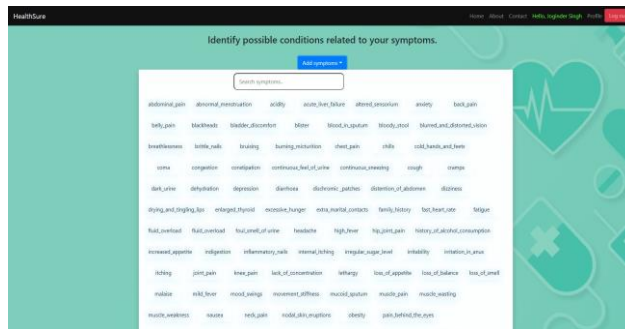 HealthSure Home About Contact Hello, Joginder Singh Profile Log out
Identify possible conditions related to your symptoms.
Add symptoms
Search symptoms..
abdominal_pain abnormal_menstruation acidity acute_liver_failure altered_sensorium anxiety back_pain
belly_pain blackheads bladder_discomfort blister blood_in_sputum bloody_stool blurred_and_distorted_vision
breathlessness brittle_nails bruising burning_micturition chest_pain chills cold_hands_and_feets
coma congestion constipation continuous_feel_of_urine continuous_sneezing cough cramps
dark_urine dehydration depression diarrhoea dischromic_patches distention_of_abdomen dizziness
drying_and_tingling_lips enlarged_thyroid excessive_hunger extra_marital_contacts family_history fast_heart_rate fatigue
fluid_overload fluid_overload foul_smell_of urine headache high_fever hip_joint_pain history_of_alcohol_consumption
increased_appetite indigestion inflammatory_nails internal_itching irregular_sugar_level irritability irritation_in_anus
itching joint_pain knee_pain lack_of_concentration lethargy loss_of_appetite loss_of_balance loss_of_smell
malaise mild_fever mood_swings movement_stiffness mucoid_sputum muscle_pain muscle_wasting
muscle_weakness nausea neck_pain nodal_skin_eruptions obesity pain_behind_the_eyes